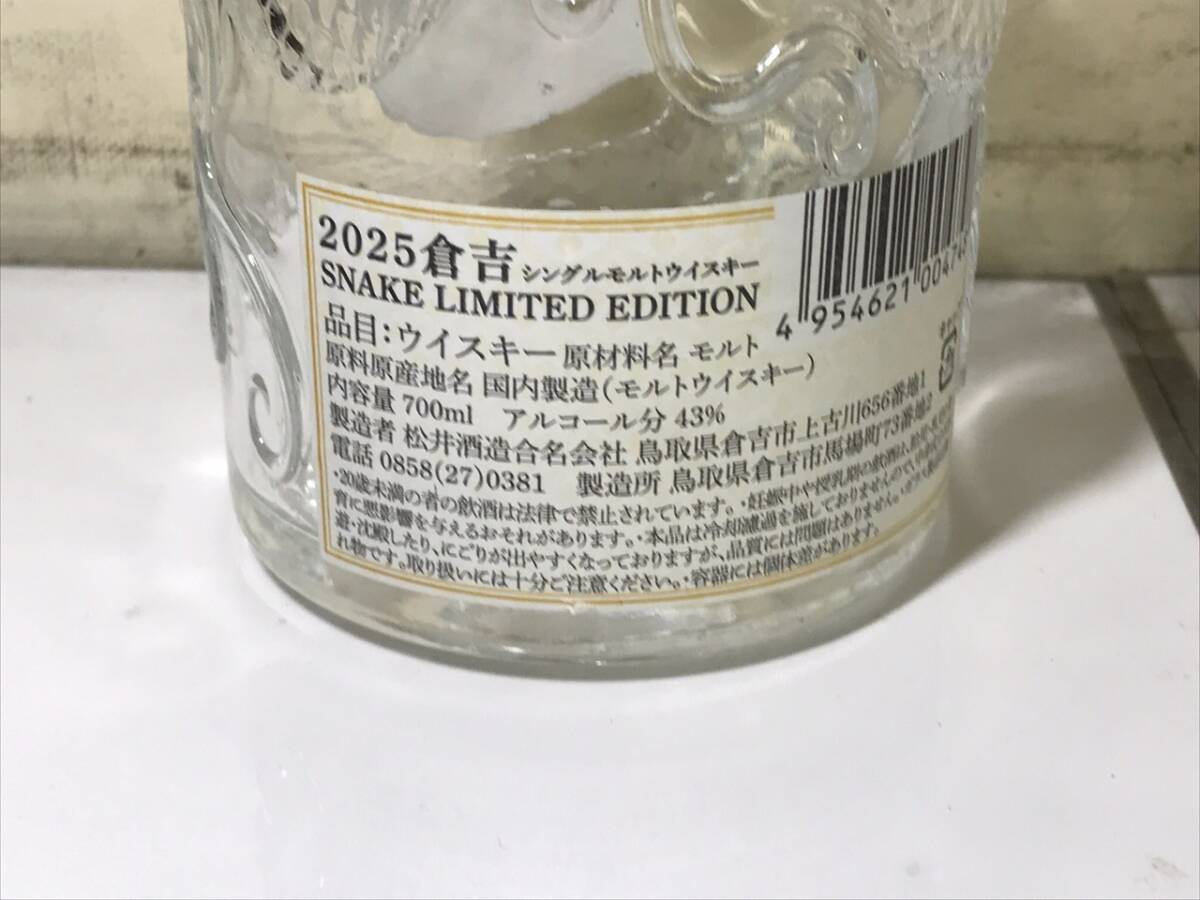 2025倉吉 シングルモルトウイスキー
SNAKE LIMITED EDITION
品目:ウイスキー 原材料名 モルト
原料原産地名 国内製造(モルトウイスキー)
内容量 700ml アルコール分 43%
製造者 松井酒造合名会社 鳥取県倉吉市上古川656番地1
電話 0858(27)0381 製造所 鳥取県倉吉市馬場町73番地2
・20歳未満の者の飲酒は法律で禁止されています。・妊娠中や授乳期の飲酒は、胎児・乳
育に悪影響を与えるおそれがあります。・本品は冷却濾過を施しておりませんので、
遊・沈殿したり、にごりが出やすくなっておりますが、品質には問題はありません。
れ物です。取り扱いには十分ご注意ください。・容器には個体差があります。
4 954621 00474